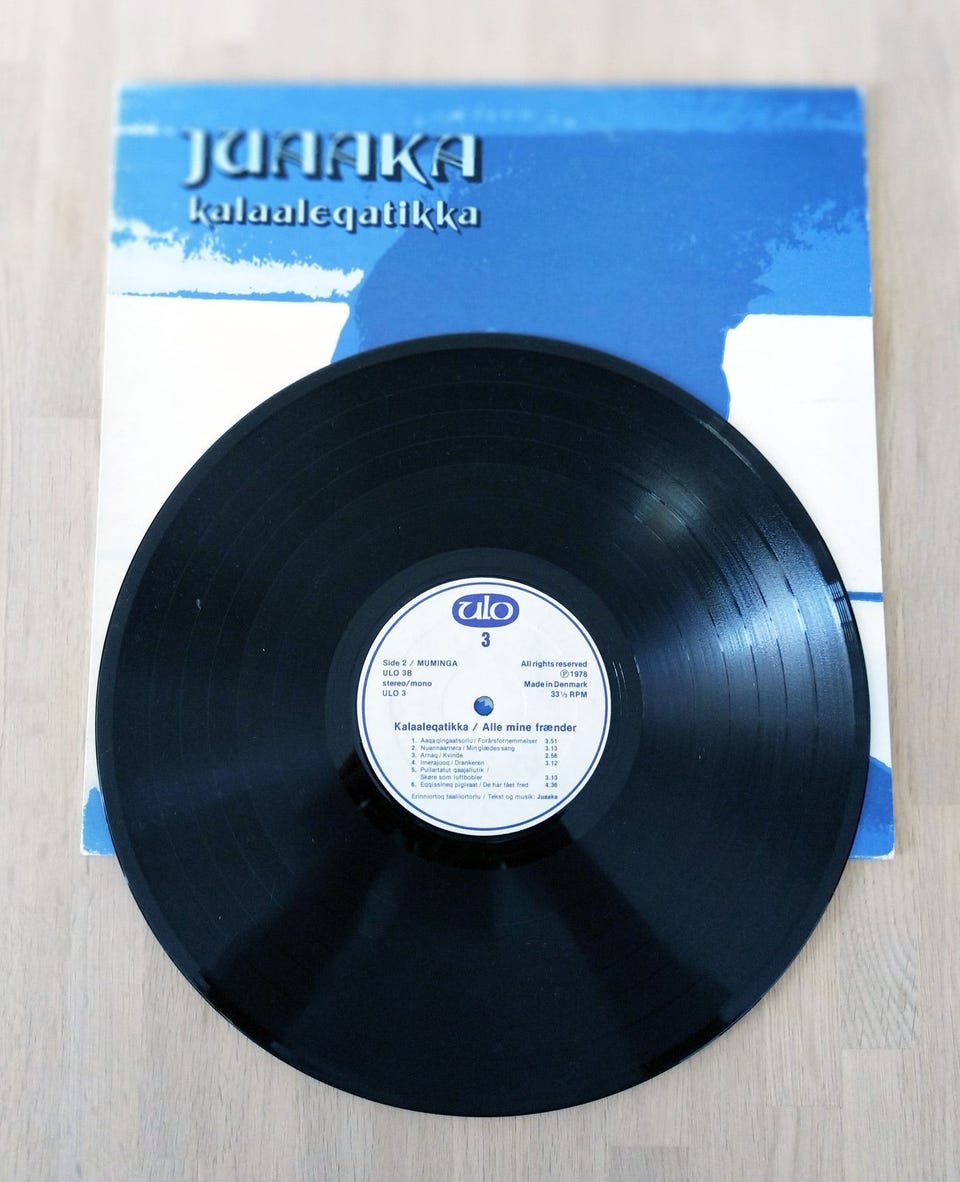 JUAAKA
kalaaleqatikka
ulo
3
Side 2 / MUMINGA
ULO 3B
stereo/mono
ULO 3
All rights reserved
Ⓟ 1978
Made in Denmark
33⅓ RPM
Kalaaleqatikka / Alle mine frænder
1. Aaqaqingaatsorlu / Forårsfornemmelser 3.51
2. Nuannaarnera / Min glædes sang 3.13
3. Arnaq / Kvinde 2.56
4. Imerajooq / Drankeren 3.12
5. Pullartatut qaajallutik /
Skøre som luftbobler 3.13
6. Eqqissineq pigivaat / De har fået fred 4.36
Erinniortoq taalliortorlu / Tekst og musik: Juaaka